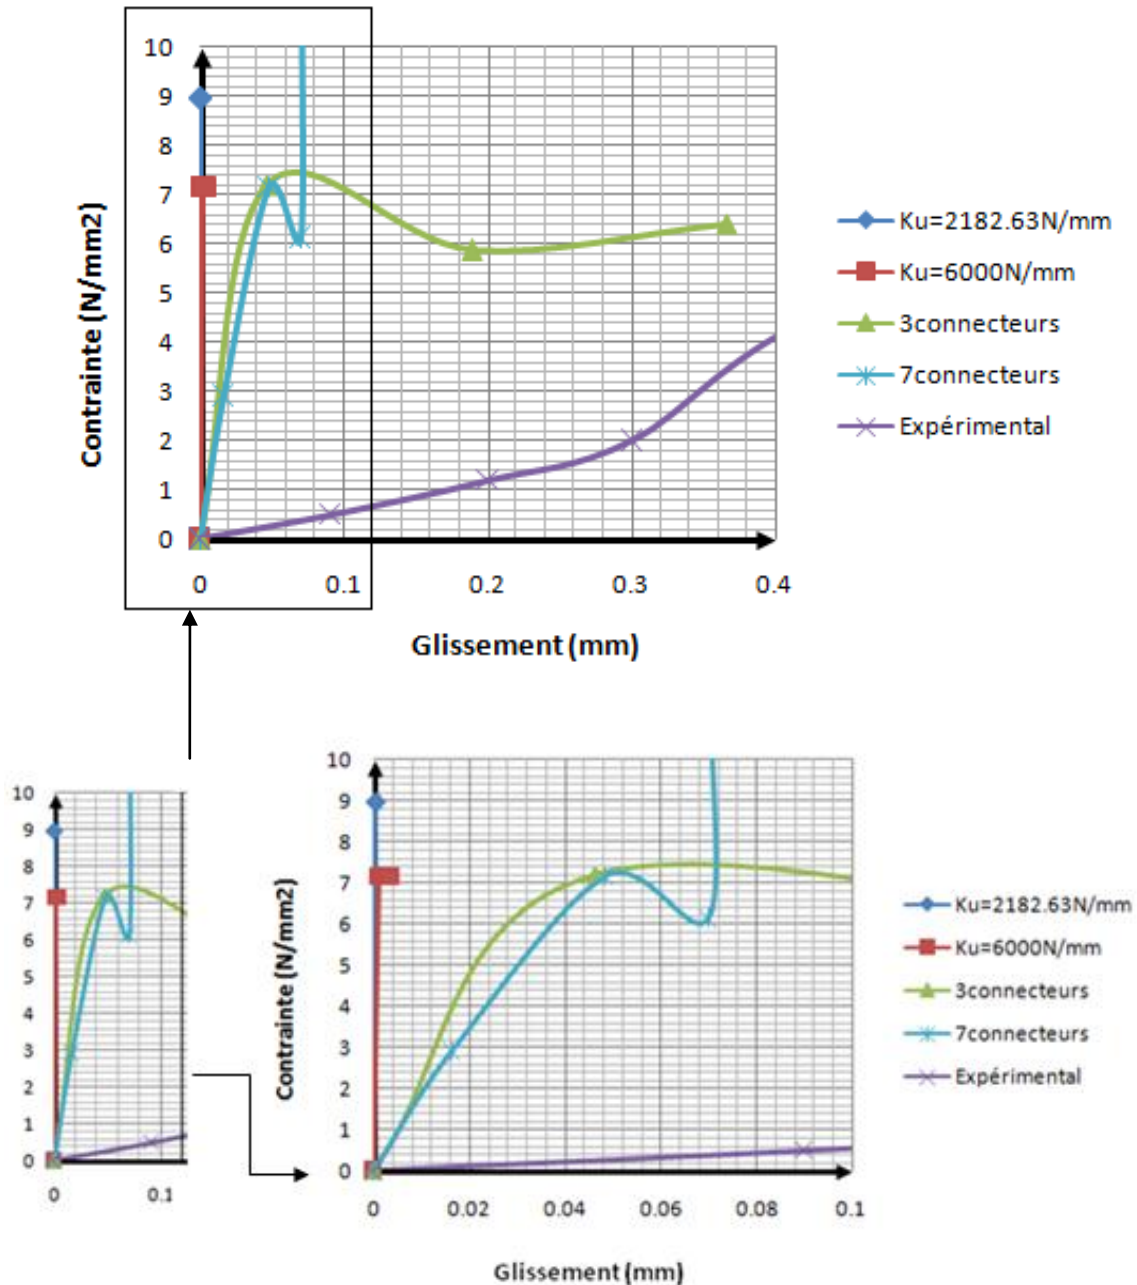 10
9
8
7
6
5
4
3
2
1
0
Contrainte (N/mm2)
0 0.1 0.2 0.3 0.4
Glissement (mm)
Ku=2182.63N/mm
Ku=6000N/mm
3connecteurs
7connecteurs
Expérimental
10
9
8
7
6
5
4
3
2
1
0
0 0.1
10
9
8
7
6
5
4
3
2
1
0
Contrainte (N/mm2)
0 0.02 0.04 0.06 0.08 0.1
Glissement (mm)
Ku=2182.63N/mm
Ku=6000N/mm
3connecteurs
7connecteurs
Expérimental